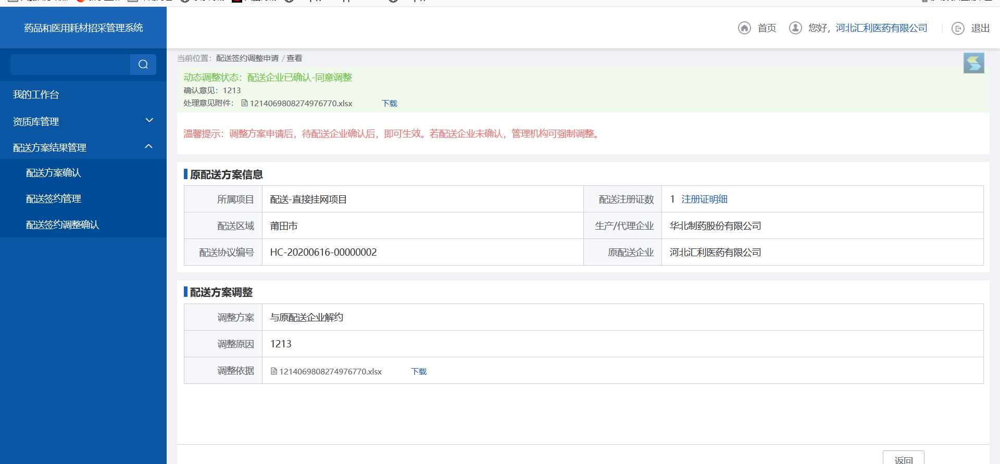 药品和医用耗材招采管理系统
首页
您好，河北汇利医药有限公司
退出
我的工作台
资质库管理
配送方案结果管理
配送方案确认
配送签约管理
配送签约调整确认
当前位置：配送签约调整申请 / 查看
动态调整状态：配送企业已确认-同意调整
确认意见：1213
处理意见附件：1214069808274976770.xlsx 下载
温馨提示：调整方案申请后，待配送企业确认后，即可生效。若配送企业未确认，管理机构可强制调整。
原配送方案信息
所属项目 配送-直接挂网项目 配送注册证数 1 注册证明细
配送区域 莆田市 生产/代理企业 华北制药股份有限公司
配送协议编号 HC-20200616-00000002 原配送企业 河北汇利医药有限公司
配送方案调整
调整方案 与原配送企业解约
调整原因 1213
调整依据 1214069808274976770.xlsx 下载
返回